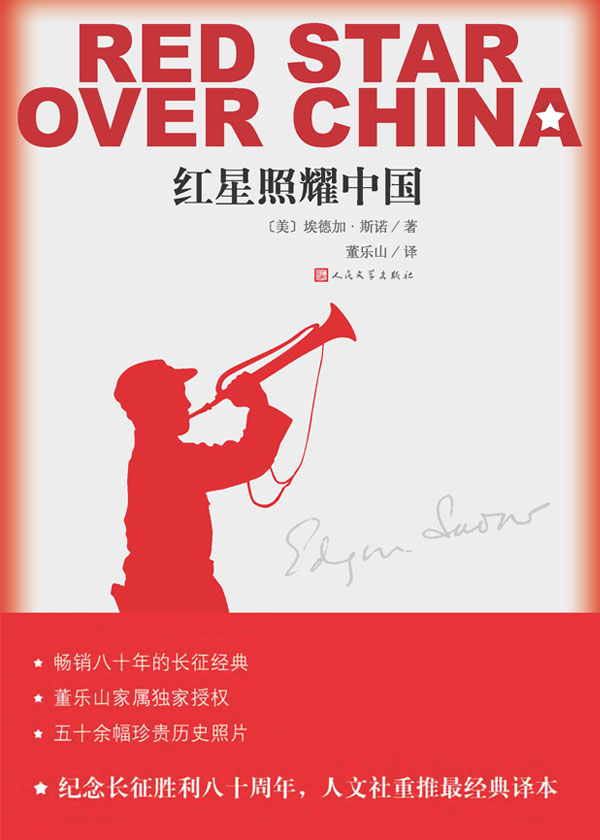 RED STAR
OVER CHINA
红星照耀中国
〔美〕埃德加·斯诺／著
董乐山／译
人民文学出版社
Edgar Snow
畅销八十年的长征经典
董乐山家属独家授权
五十余幅珍贵历史照片
纪念长征胜利八十周年，人文社重推最经典译本